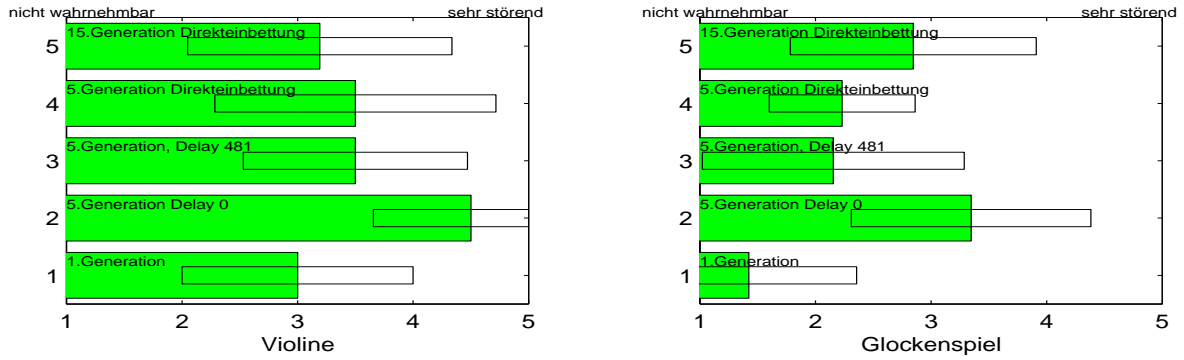 nicht wahrnehmbar sehr störend
5 15.Generation Direkteinbettung
4 5.Generation Direkteinbettung
3 5.Generation, Delay 481
2 5.Generation Delay 0
1 1.Generation
1 2 3 4 5
Violine
nicht wahrnehmbar sehr störend
5 15.Generation Direkteinbettung
4 5.Generation Direkteinbettung
3 5.Generation, Delay 481
2 5.Generation Delay 0
1 1.Generation
1 2 3 4 5
Glockenspiel